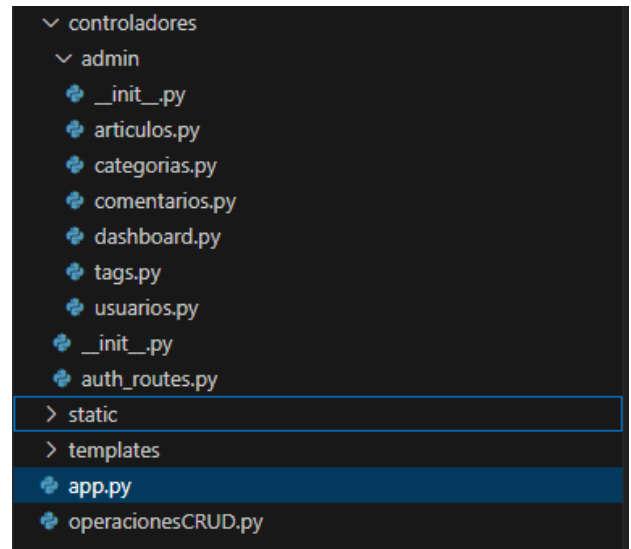 controladores
admin
__init__.py
articulos.py
categorias.py
comentarios.py
dashboard.py
tags.py
usuarios.py
__init__.py
auth_routes.py
static
templates
app.py
operacionesCRUD.py